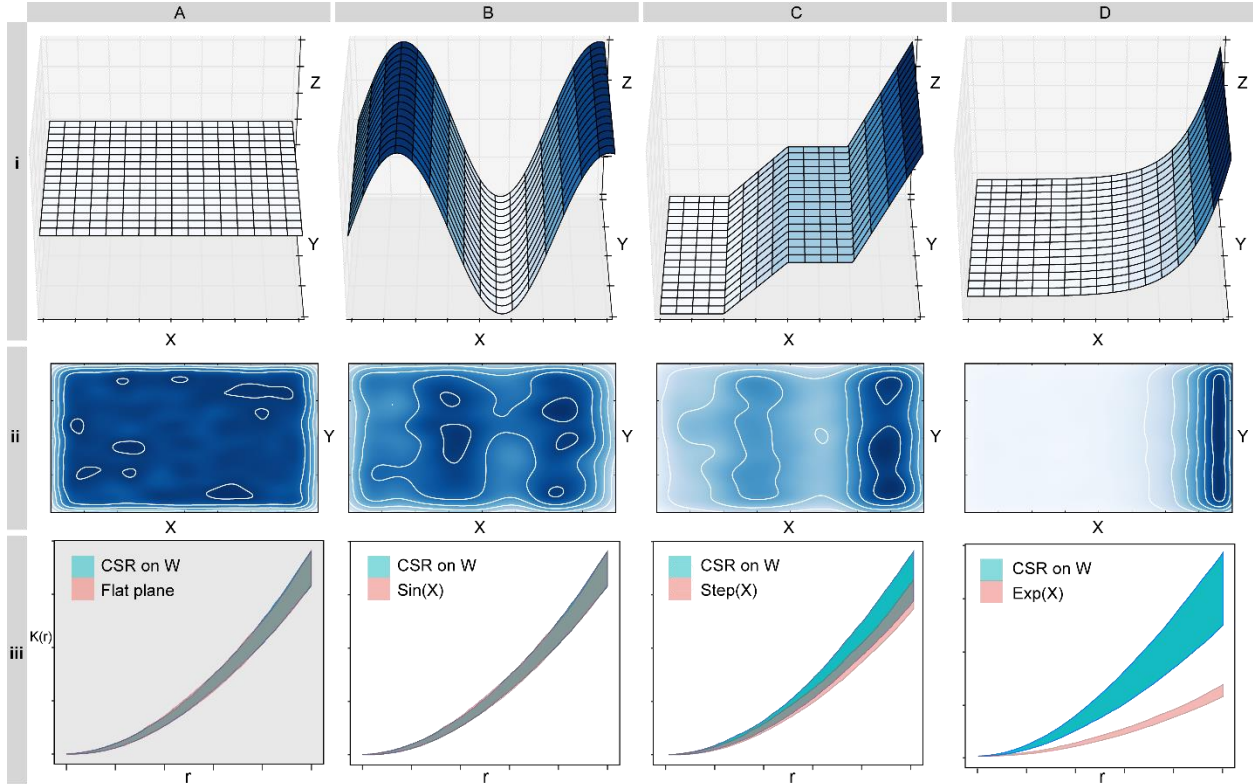 A B C D
i
Z Z Z Z
Y Y Y Y
X X X X
ii
Y Y Y Y
X X X X
iii
K(r)
CSR on W
Flat plane
CSR on W
Sin(X)
CSR on W
Step(X)
CSR on W
Exp(X)
r r r r